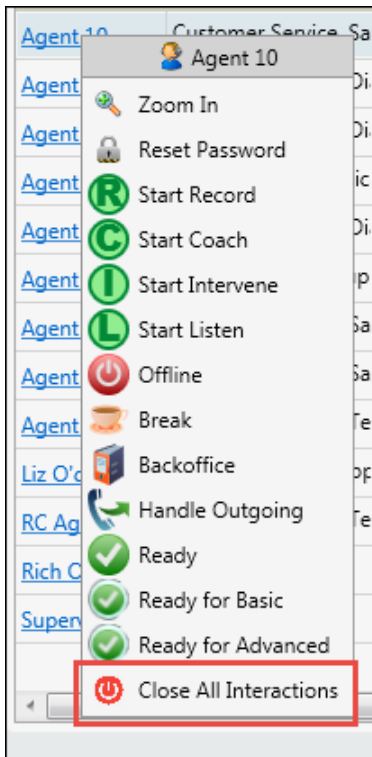 Agent 10 Customer Service, Sa
Agent 10
Agent
Zoom In
Agent
Reset Password
Agent
Start Record
Agent
Start Coach
Agent
Start Intervene
Agent
Start Listen
Agent
Offline
Agent
Break
Liz O'c
Backoffice
RC Ag
Handle Outgoing
Rich C
Ready
Ready for Basic
Superv
Ready for Advanced
Close All Interactions